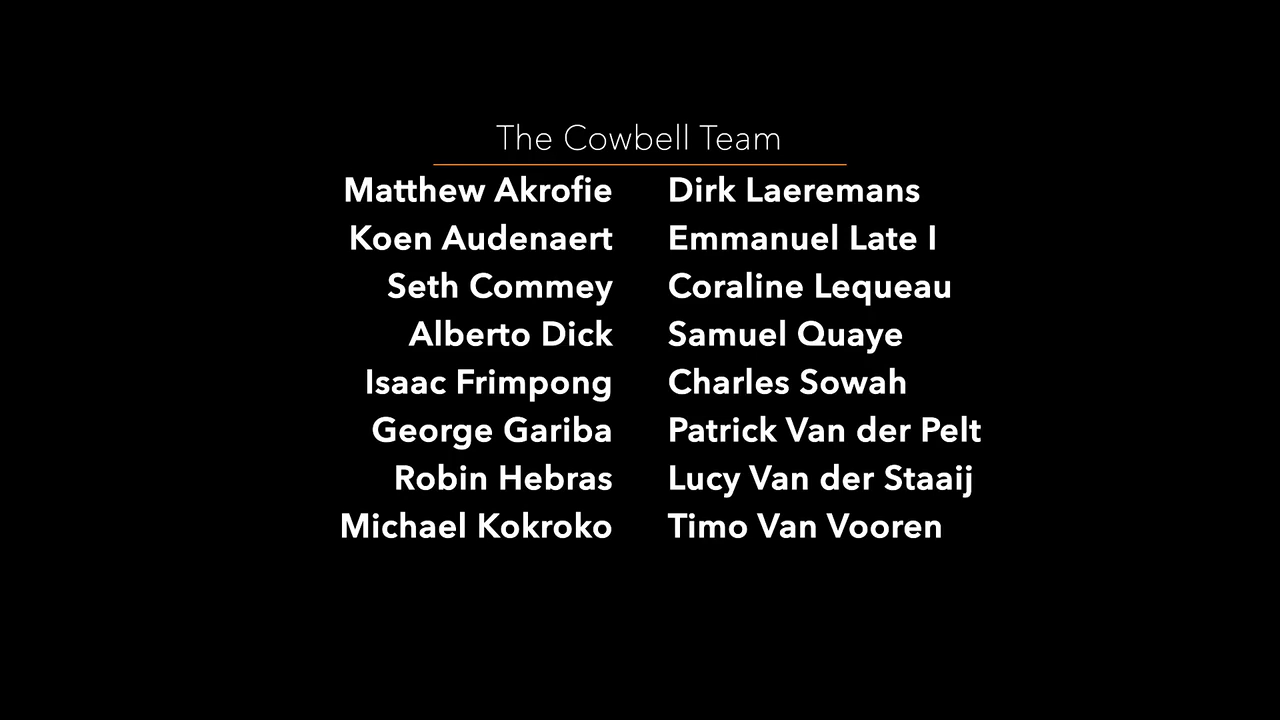 The Cowbell Team
Matthew Akrofie
Koen Audenaert
Seth Commey
Alberto Dick
Isaac Frimpong
George Gariba
Robin Hebras
Michael Kokroko
Dirk Laeremans
Emmanuel Late I
Coraline Lequeau
Samuel Quaye
Charles Sowah
Patrick Van der Pelt
Lucy Van der Staaij
Timo Van Vooren